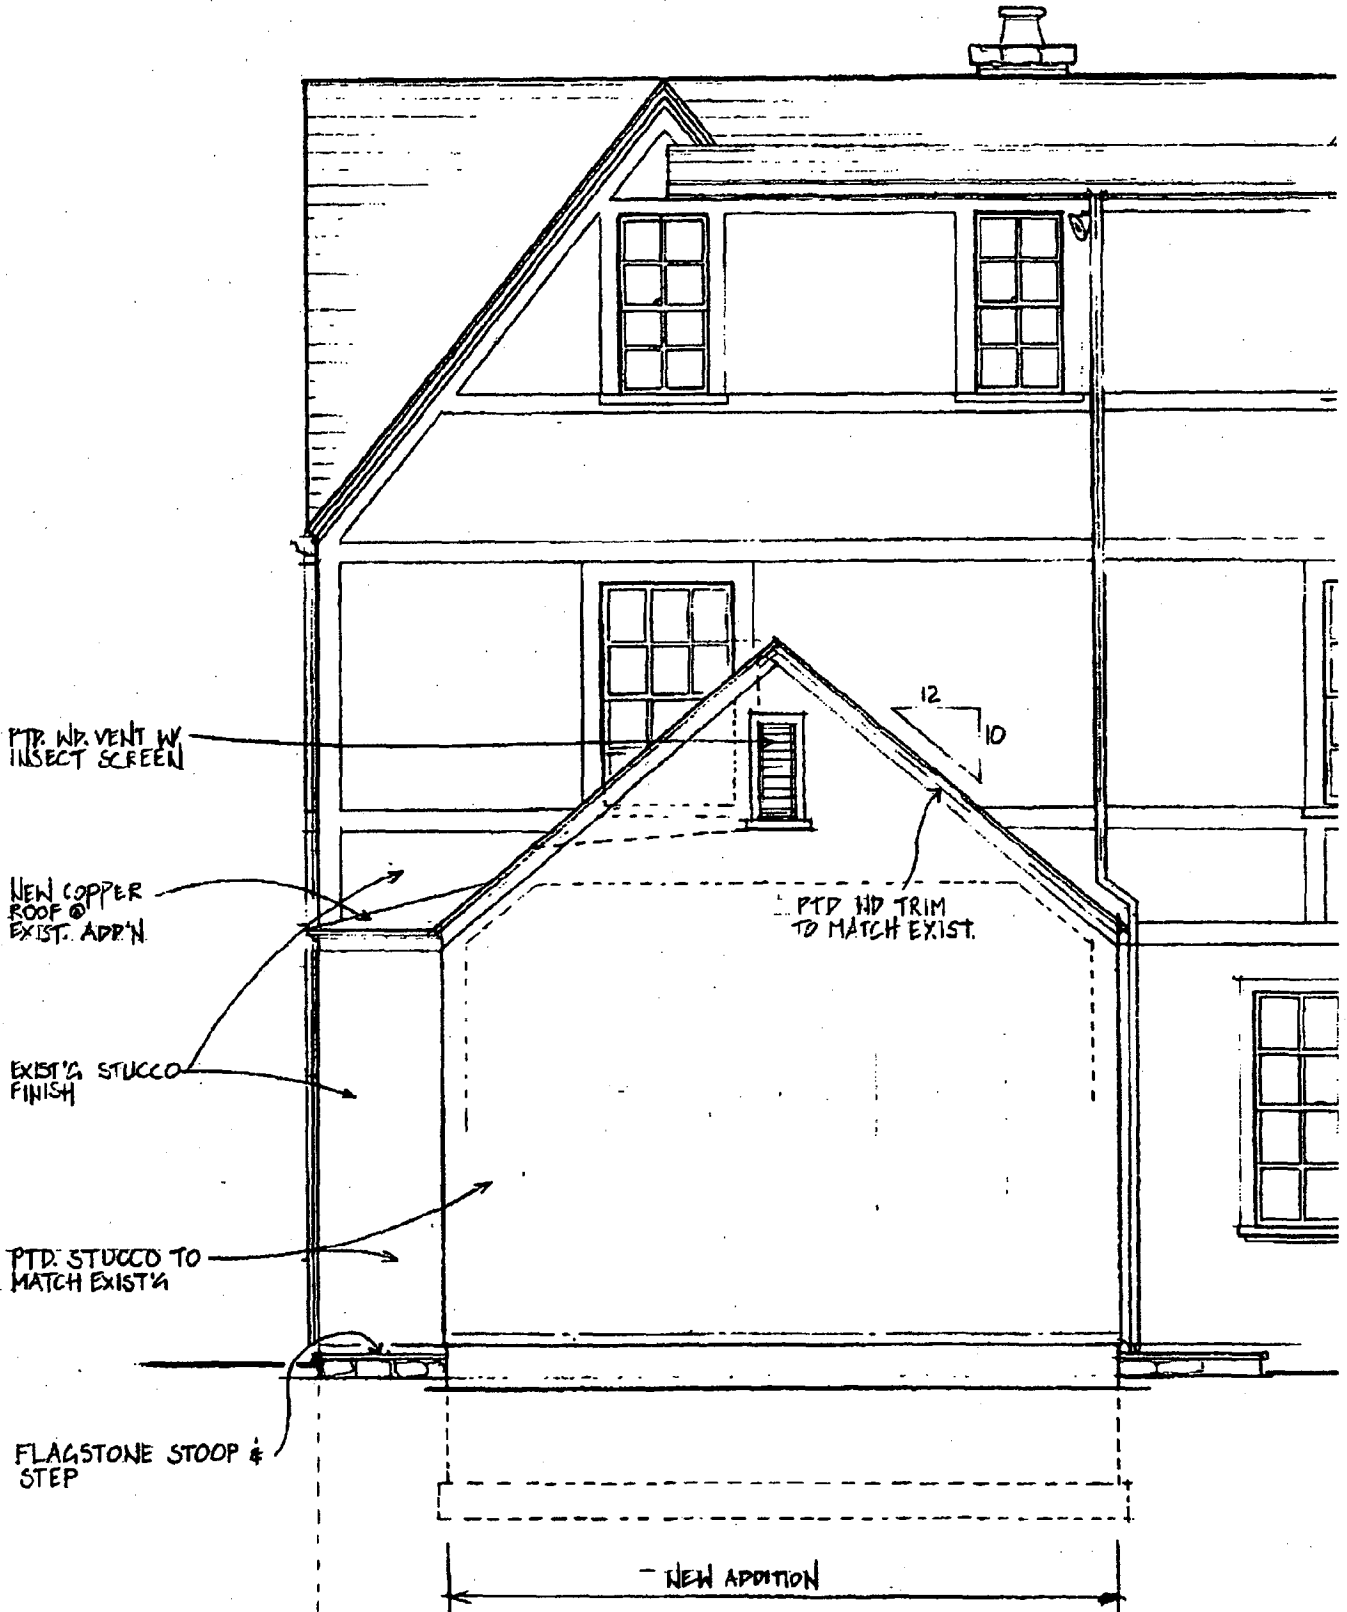 12
10
PTD. WD. VENT W/
INSECT SCREEN
NEW COPPER
ROOF @
EXIST. ADD'N.
PTD WD TRIM
TO MATCH EXIST.
EXIST'G STUCCO
FINISH
PTD. STUCCO TO
MATCH EXIST'G
FLAGSTONE STOOP &
STEP
NEW ADDITION